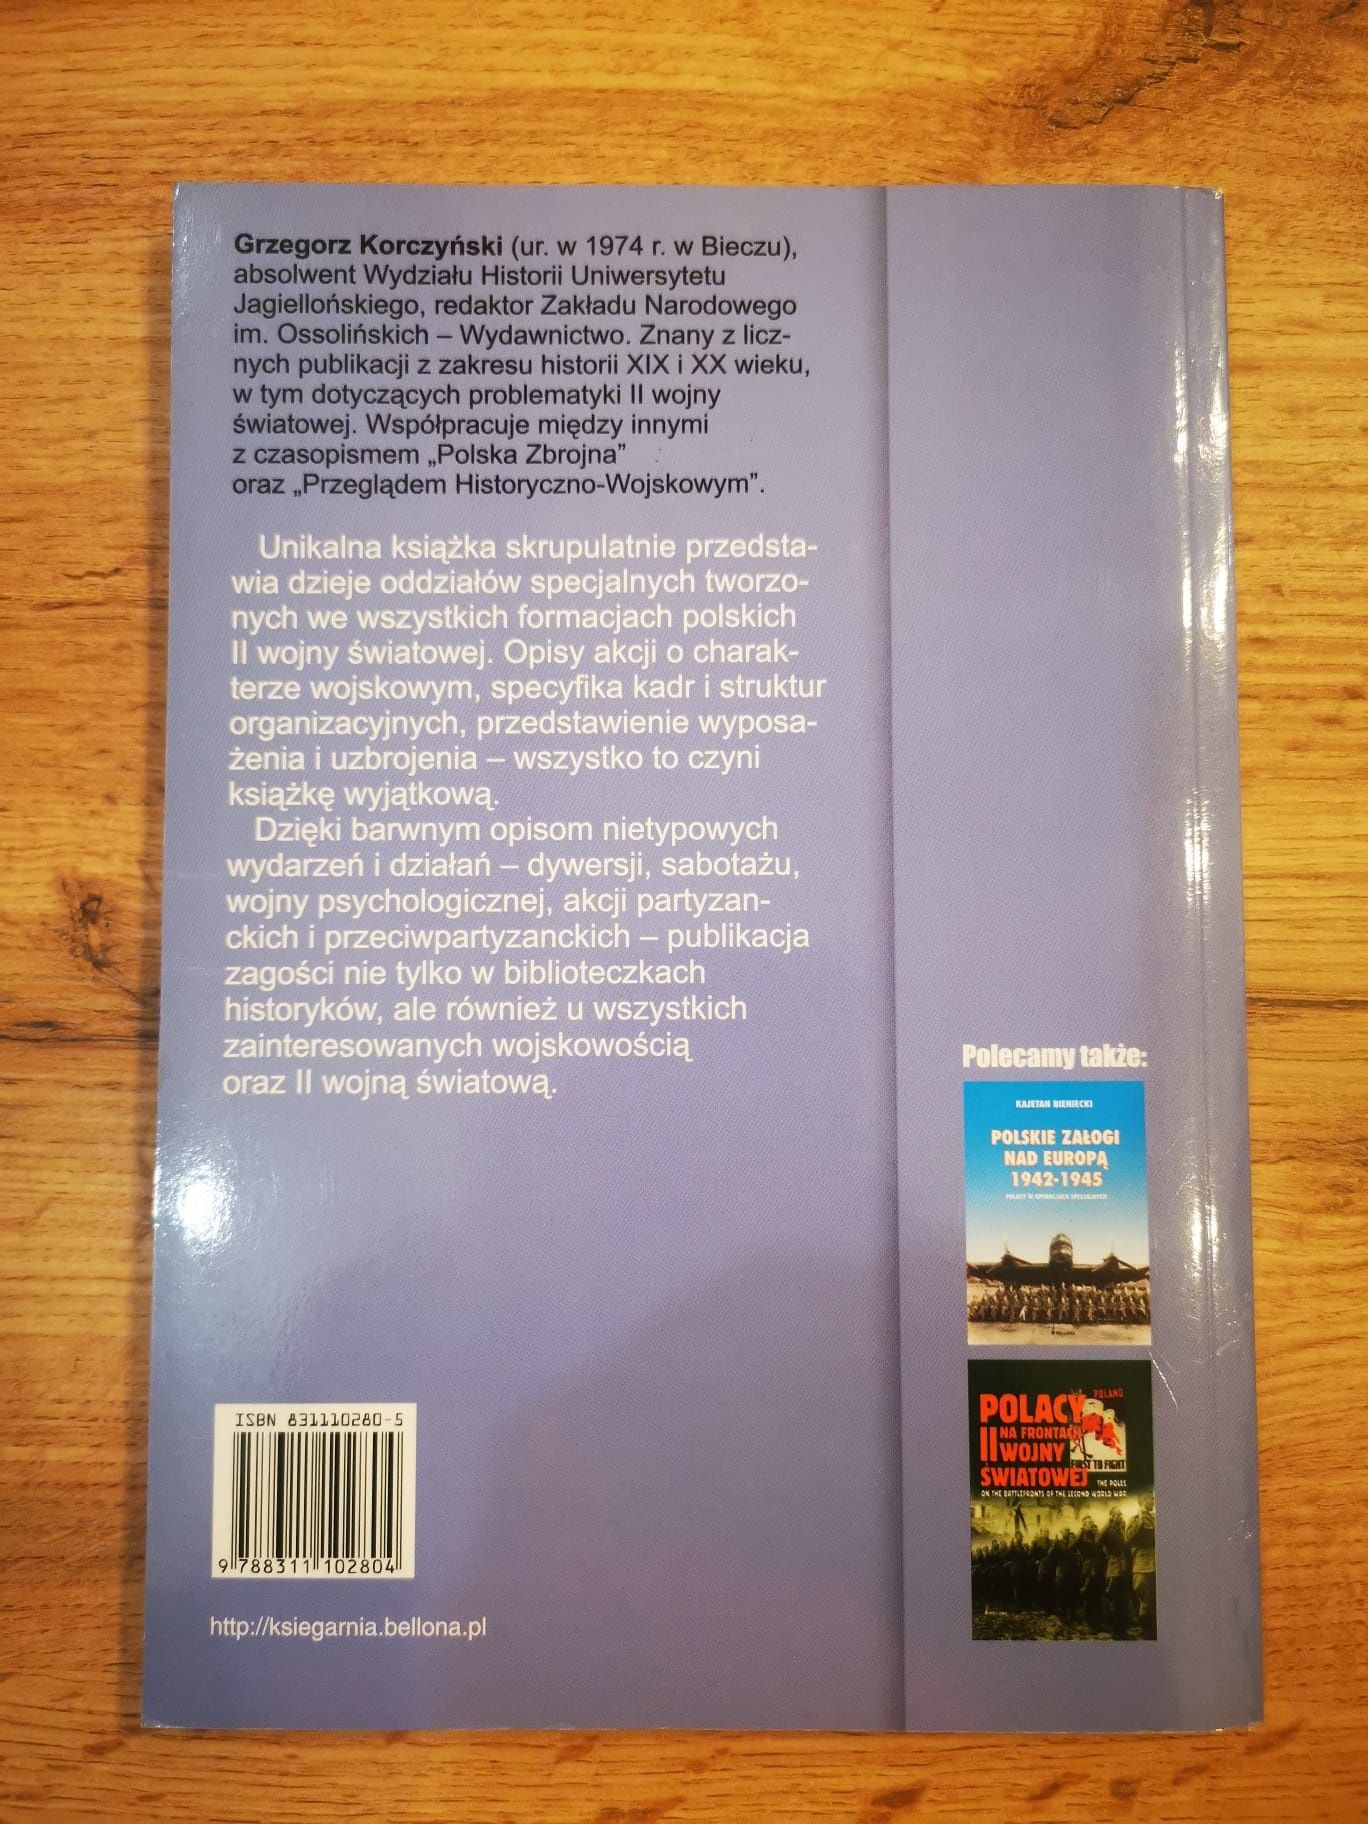 Grzegorz Korczyński (ur. w 1974 r. w Bieczu),
absolwent Wydziału Historii Uniwersytetu
Jagiellońskiego, redaktor Zakładu Narodowego
im. Ossolińskich – Wydawnictwo. Znany z licz-
nych publikacji z zakresu historii XIX i XX wieku,
w tym dotyczących problematyki II wojny
światowej. Współpracuje między innymi
z czasopismem „Polska Zbrojna”
oraz „Przeglądem Historyczno-Wojskowym”.
Unikalna książka skrupulatnie przedsta-
wia dzieje oddziałów specjalnych tworzo-
nych we wszystkich formacjach polskich
II wojny światowej. Opisy akcji o charak-
terze wojskowym, specyfika kadr i struktur
organizacyjnych, przedstawienie wyposa-
żenia i uzbrojenia – wszystko to czyni
książkę wyjątkową.
Dzięki barwnym opisom nietypowych
wydarzeń i działań – dywersji, sabotażu,
wojny psychologicznej, akcji partyzan-
ckich i przeciwpartyzanckich – publikacja
zagości nie tylko w biblioteczkach
historyków, ale również u wszystkich
zainteresowanych wojskowością
oraz II wojną światową.
Polecamy także:
KAJETAN BIENIECKI
POLSKIE ZAŁOGI
NAD EUROPĄ
1942-1945
POLACY W OPERACJACH SPECJALNYCH
BELLONA
POLAND
POLACY
NA FRONTACH
II WOJNY
FIRST TO FIGHT
ŚWIATOWEJ
THE POLES
ON THE BATTLEFRONTS OF THE SECOND WORLD WAR
ISBN 831110280-5
9 788311 102804
http://ksiegarnia.bellona.pl